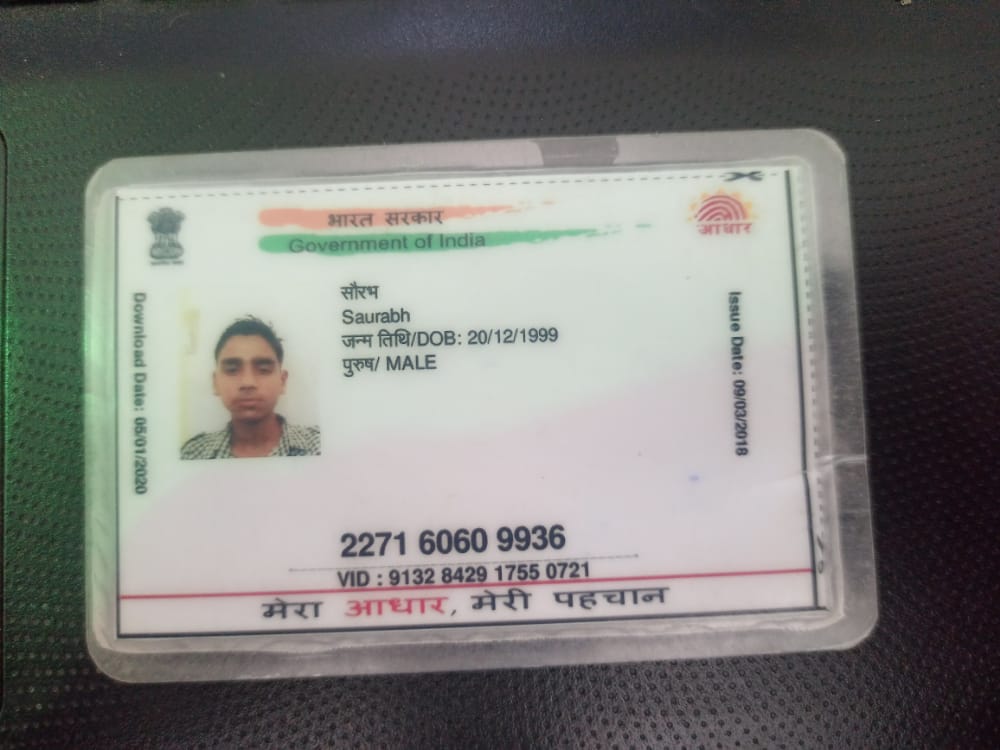 भारत सरकार
Government of India
आधार
सौरभ
Saurabh
जन्म तिथि/DOB: 20/12/1999
पुरुष/ MALE
Download Date: 05/01/2020
Issue Date: 09/03/2018
2271 6060 9936
VID : 9132 8429 1755 0721
मेरा आधार, मेरी पहचान